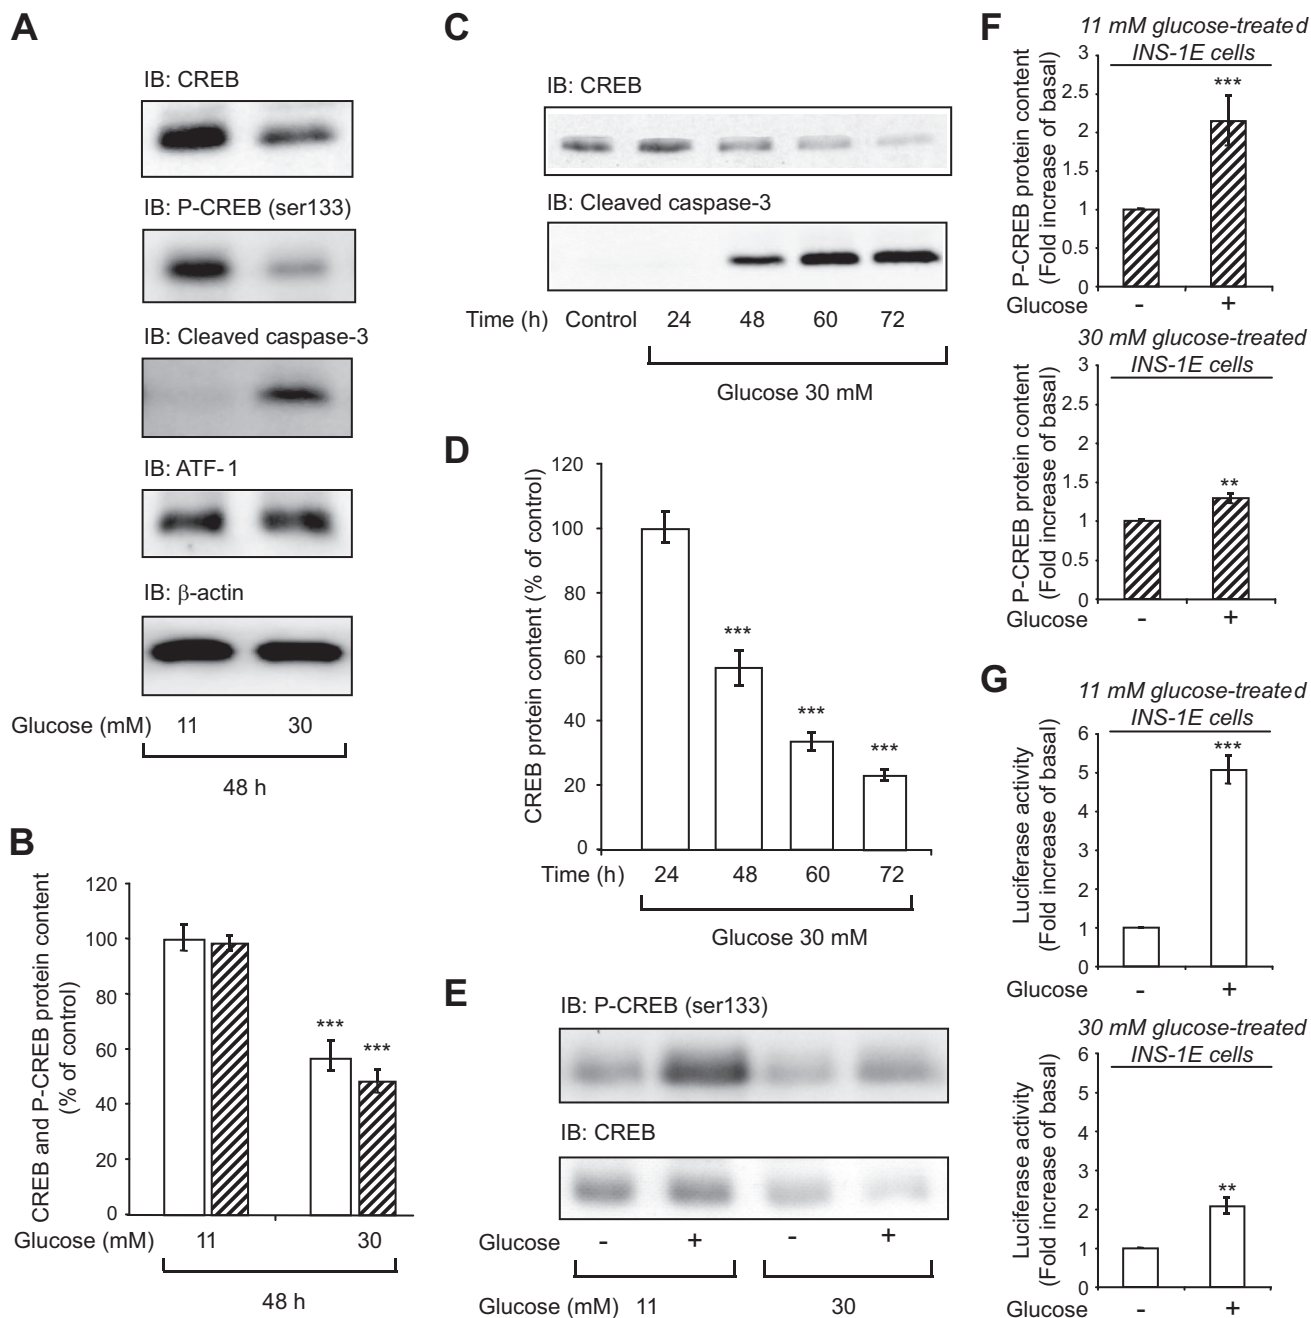 A
IB: CREB
IB: P-CREB (ser133)
IB: Cleaved caspase-3
IB: ATF-1
IB: β-actin
Glucose (mM) 11 30
48 h
B
CREB and P-CREB protein content
(% of control)
120
100
80
60
40
20
0
***
***
Glucose (mM) 11 30
48 h
C
IB: CREB
IB: Cleaved caspase-3
Time (h) Control 24 48 60 72
Glucose 30 mM
D
CREB protein content (% of control)
120
100
80
60
40
20
0
***
***
***
Time (h) 24 48 60 72
Glucose 30 mM
E
IB: P-CREB (ser133)
IB: CREB
Glucose - + - +
Glucose (mM) 11 30
F
11 mM glucose-treated
INS-1E cells
P-CREB protein content
(Fold increase of basal)
3
2.5
2
1.5
1
0.5
0
***
Glucose - +
30 mM glucose-treated
INS-1E cells
P-CREB protein content
(Fold increase of basal)
3
2.5
2
1.5
1
0.5
0
**
Glucose - +
G
11 mM glucose-treated
INS-1E cells
Luciferase activity
(Fold increase of basal)
6
5
4
3
2
1
0
***
Glucose - +
30 mM glucose-treated
INS-1E cells
Luciferase activity
(Fold increase of basal)
6
5
4
3
2
1
0
**
Glucose - +